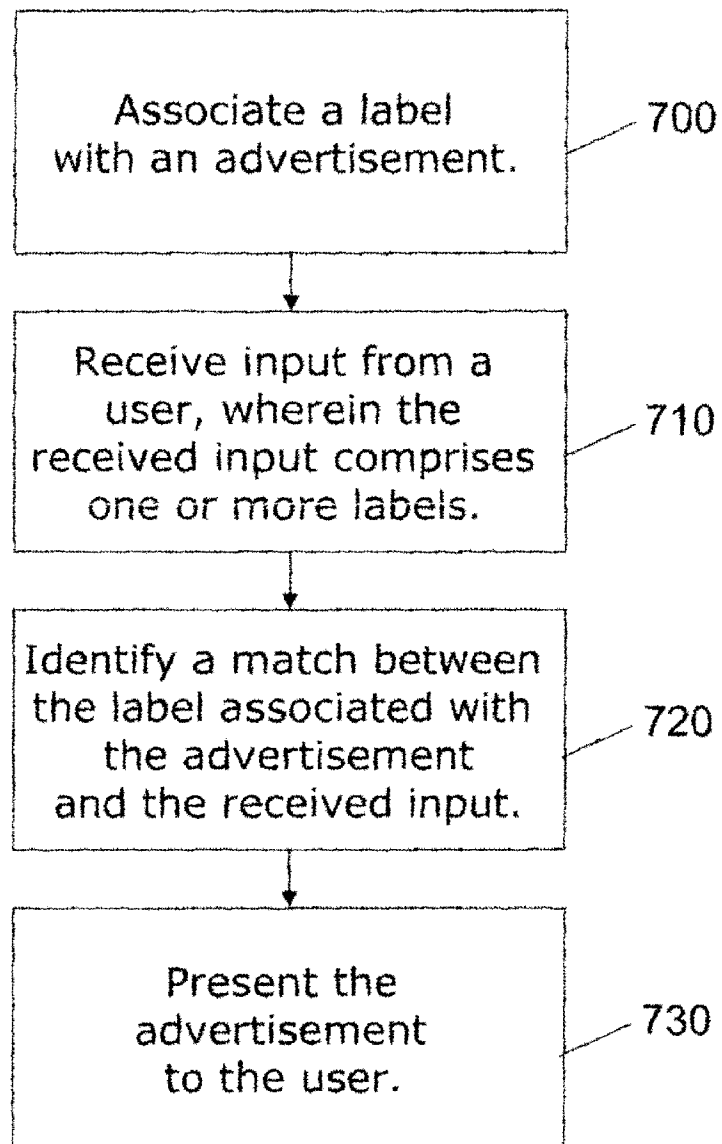 Associate a label
with an advertisement.
700
Receive input from a
user, wherein the
received input comprises
one or more labels.
710
Identify a match between
the label associated with
the advertisement
and the received input.
720
Present the
advertisement
to the user.
730